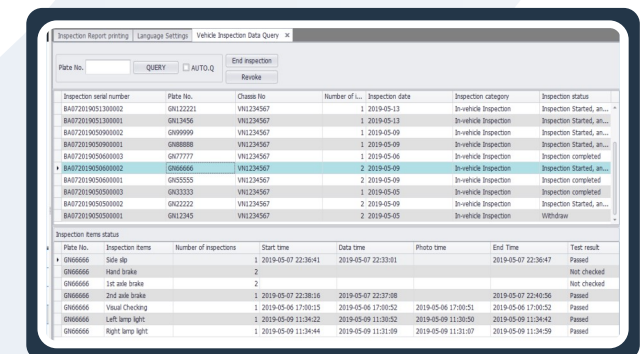 Inspection Report printing Language Settings Vehicle Inspection Data Query ×
End inspection
Plate No. QUERY AUTO.Q
Revoke
Inspection serial number Plate No. Chassis No Number of i... Inspection date Inspection category Inspection status
BA072019051300002 GN122221 VN1234567 1 2019-05-13 In-vehicle Inspection Inspection Started, an...
BA072019051300001 GN13456 VN1234567 1 2019-05-13 In-vehicle Inspection Inspection Started, an...
BA072019050900002 GN99999 VN1234567 1 2019-05-09 In-vehicle Inspection Inspection Started, an...
BA072019050900001 GN88888 VN1234567 1 2019-05-09 In-vehicle Inspection Inspection Started, an...
BA072019050600003 GN77777 VN1234567 1 2019-05-06 In-vehicle Inspection Inspection completed
BA072019050600002 GN66666 VN1234567 2 2019-05-09 In-vehicle Inspection Inspection Started, an...
BA072019050600001 GN55555 VN1234567 2 2019-05-09 In-vehicle Inspection Inspection completed
BA072019050500003 GN33333 VN1234567 1 2019-05-05 In-vehicle Inspection Inspection completed
BA072019050500002 GN22222 VN1234567 2 2019-05-09 In-vehicle Inspection Inspection Started, an...
BA072019050500001 GN12345 VN1234567 2 2019-05-05 In-vehicle Inspection Withdraw
Inspection items status
Plate No. Inspection items Number of inspections Start time Data time Photo time End Time Test result
GN66666 Side slip 1 2019-05-07 22:36:41 2019-05-07 22:33:01 2019-05-07 22:36:47 Passed
GN66666 Hand brake 2 Not checked
GN66666 1st axle brake 2 Not checked
GN66666 2nd axle brake 1 2019-05-07 22:38:16 2019-05-07 22:37:08 2019-05-07 22:40:56 Passed
GN66666 Visual Checking 1 2019-05-06 17:00:15 2019-05-06 17:00:52 2019-05-06 17:00:51 2019-05-06 17:00:52 Passed
GN66666 Left lamp light 1 2019-05-09 11:34:22 2019-05-09 11:30:52 2019-05-09 11:30:50 2019-05-09 11:34:42 Passed
GN66666 Right lamp light 1 2019-05-09 11:34:44 2019-05-09 11:31:09 2019-05-09 11:31:07 2019-05-09 11:34:59 Passed